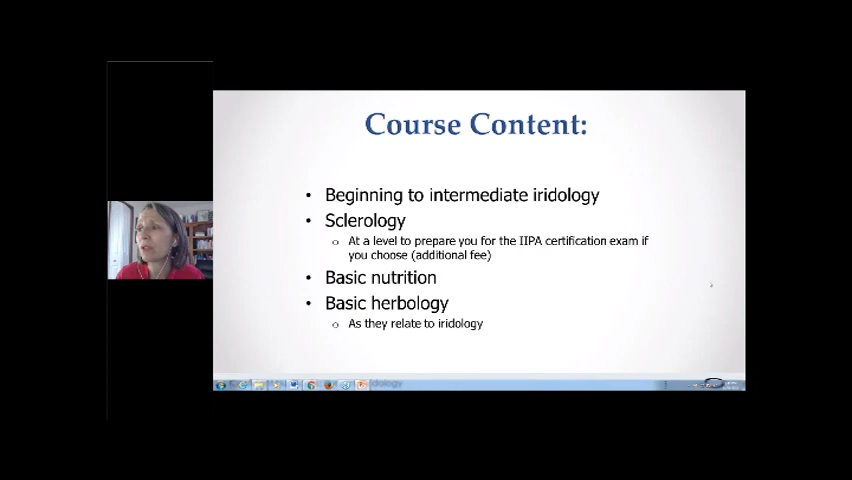 Course Content:
• Beginning to intermediate iridology
• Sclerology
o At a level to prepare you for the IIPA certification exam if
you choose (additional fee)
• Basic nutrition
• Basic herbology
o As they relate to iridology